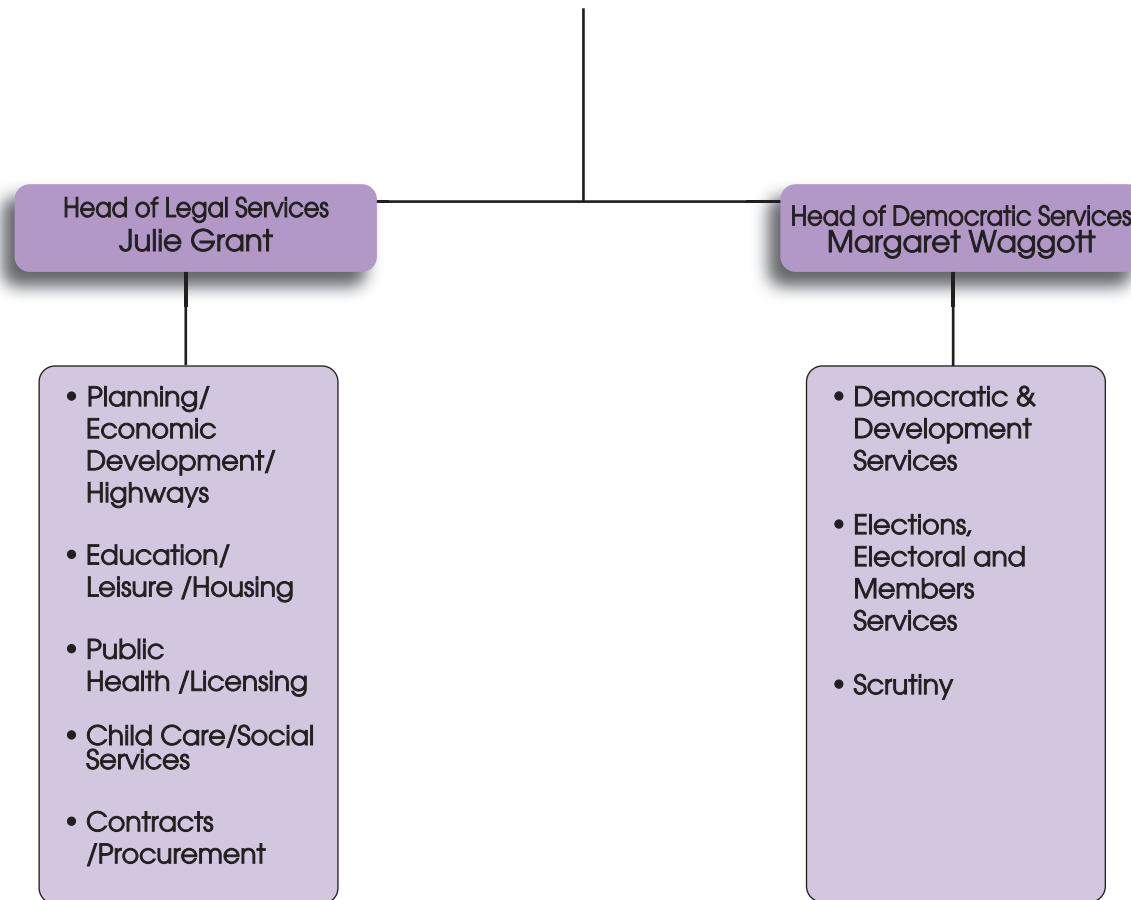 Head of Legal Services
Julie Grant
Head of Democratic Services
Margaret Waggott
• Planning/
Economic
Development/
Highways
• Education/
Leisure /Housing
• Public
Health /Licensing
• Child Care/Social
Services
• Contracts
/Procurement
• Democratic &
Development
Services
• Elections,
Electoral and
Members
Services
• Scrutiny